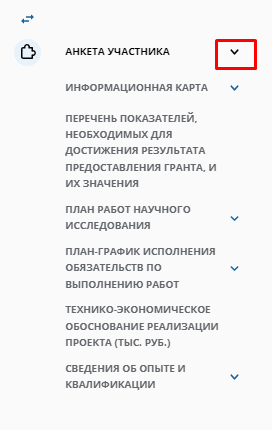 АНКЕТА УЧАСТНИКА
ИНФОРМАЦИОННАЯ КАРТА
ПЕРЕЧЕНЬ ПОКАЗАТЕЛЕЙ,
НЕОБХОДИМЫХ ДЛЯ
ДОСТИЖЕНИЯ РЕЗУЛЬТАТА
ПРЕДОСТАВЛЕНИЯ ГРАНТА, И
ИХ ЗНАЧЕНИЯ
ПЛАН РАБОТ НАУЧНОГО
ИССЛЕДОВАНИЯ
ПЛАН-ГРАФИК ИСПОЛНЕНИЯ
ОБЯЗАТЕЛЬСТВ ПО
ВЫПОЛНЕНИЮ РАБОТ
ТЕХНИКО-ЭКОНОМИЧЕСКОЕ
ОБОСНОВАНИЕ РЕАЛИЗАЦИИ
ПРОЕКТА (ТЫС. РУБ.)
СВЕДЕНИЯ ОБ ОПЫТЕ И
КВАЛИФИКАЦИИ